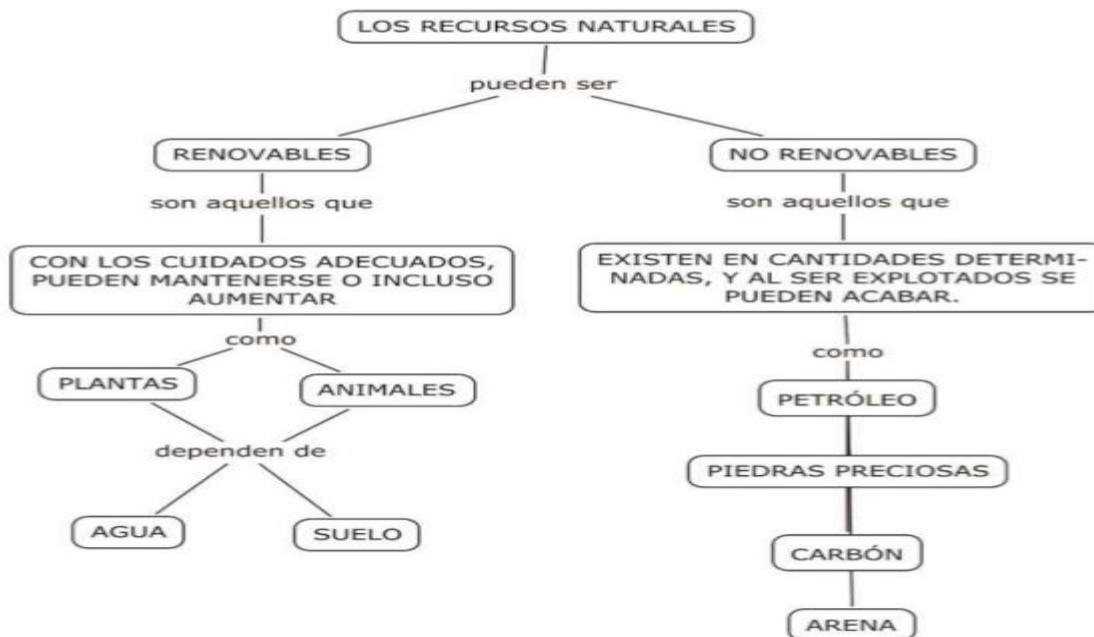 LOS RECURSOS NATURALES
pueden ser
RENOVABLES
son aquellos que
CON LOS CUIDADOS ADECUADOS,
PUEDEN MANTENERSE O INCLUSO
AUMENTAR
como
PLANTAS
ANIMALES
dependen de
AGUA
SUELO
NO RENOVABLES
son aquellos que
EXISTEN EN CANTIDADES DETERMI-
NADAS, Y AL SER EXPLOTADOS SE
PUEDEN ACABAR.
como
PETRÓLEO
PIEDRAS PRECIOSAS
CARBÓN
ARENA